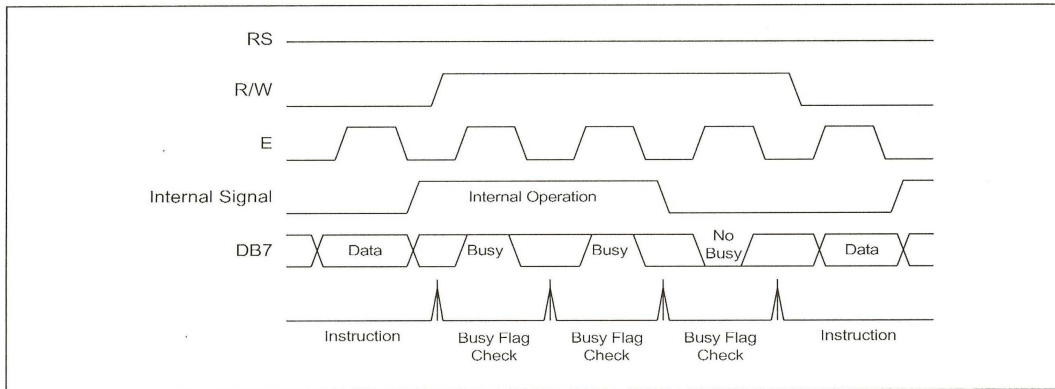 RS
R/W
E
Internal Signal
Internal Operation
DB7
Data
Busy
Busy
No
Busy
Data
Instruction
Busy Flag
Check
Busy Flag
Check
Busy Flag
Check
Instruction